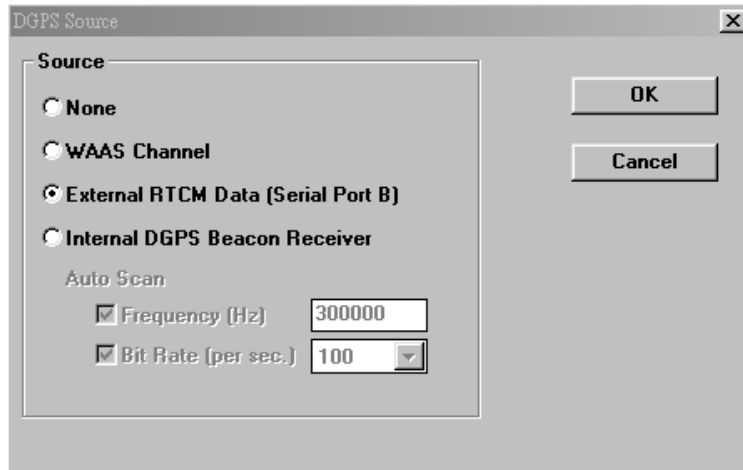 DGPS Source
Source
None
WAAS Channel
External RTCM Data (Serial Port B)
Internal DGPS Beacon Receiver
Auto Scan
Frequency (Hz) 300000
Bit Rate (per sec.) 100
OK
Cancel